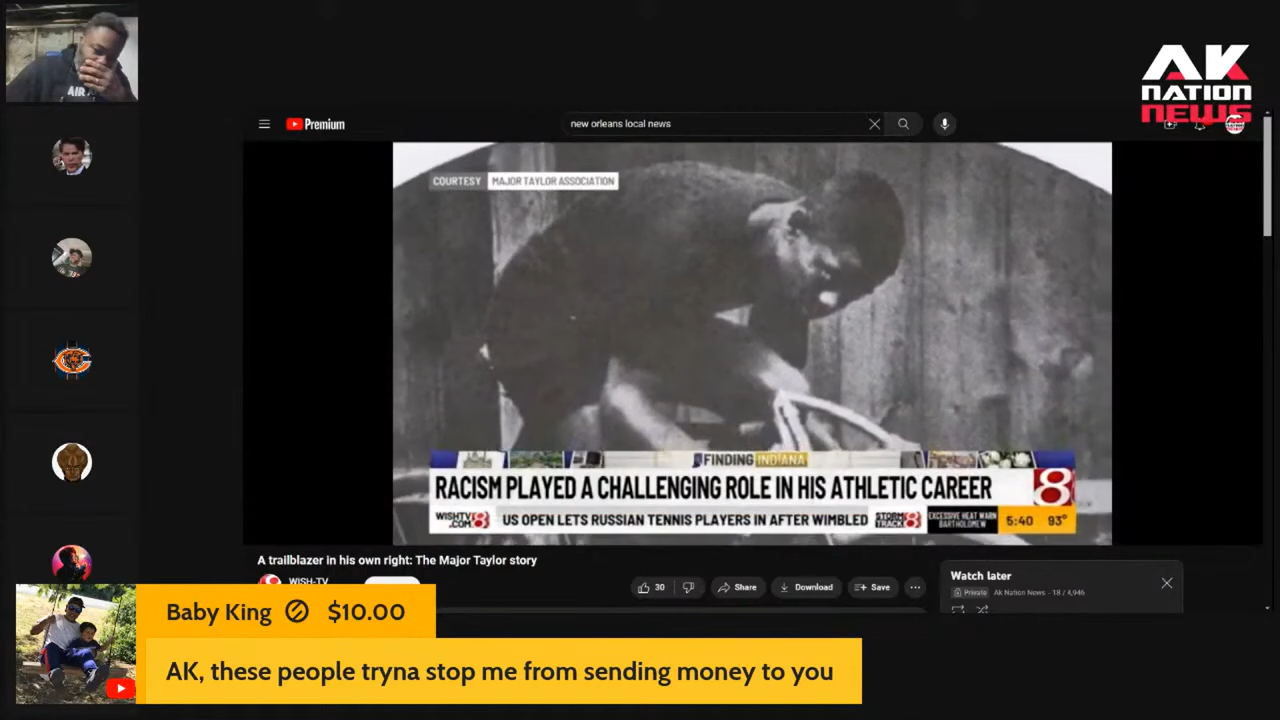 AIR
AK
NATION
NEWS
Premium
new orleans local news
COURTESY MAJOR TAYLOR ASSOCIATION
FINDING INDIANA
RACISM PLAYED A CHALLENGING ROLE IN HIS ATHLETIC CAREER
8
WISHTV.COM 8 US OPEN LETS RUSSIAN TENNIS PLAYERS IN AFTER WIMBLED STORM TRACK 8 EXCESSIVE HEAT WARN BARTHOLOMEW 5:40 93°
A trailblazer in his own right: The Major Taylor story
WISH-TV
30 Share Download Save
Watch later
Private Ak Nation News - 18 / 4,946
Baby King $10.00
AK, these people tryna stop me from sending money to you